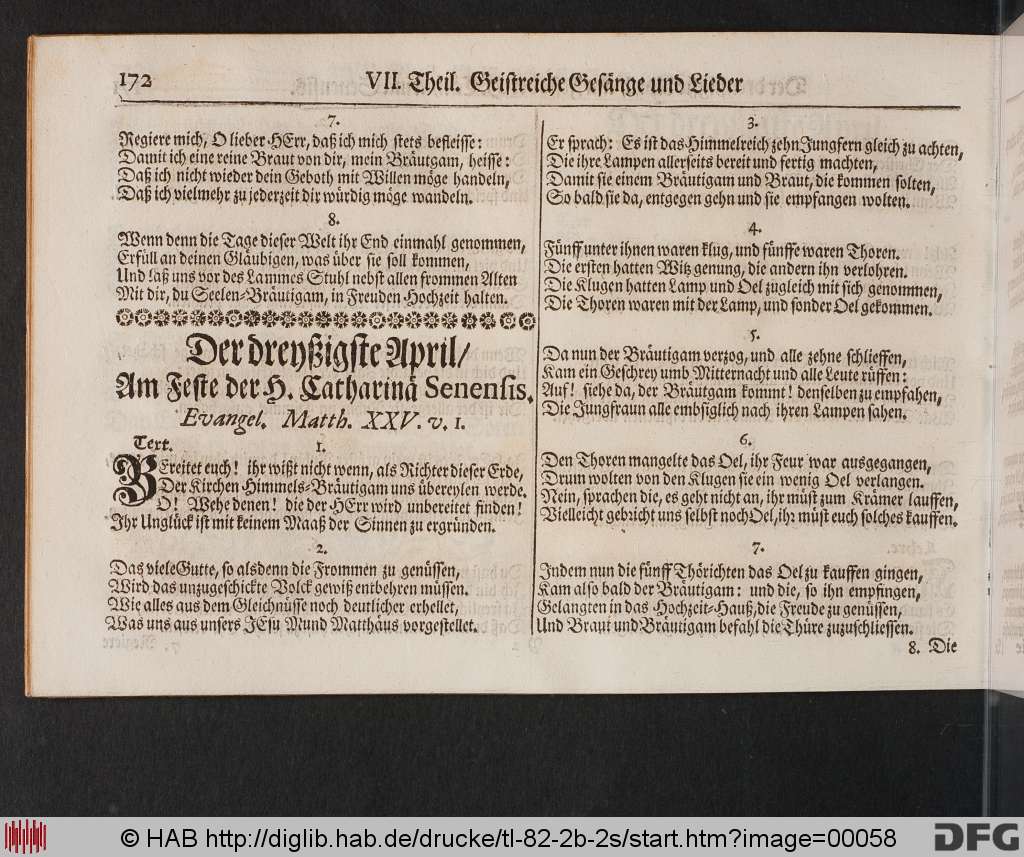 172
VII. Theil. Geistreiche Gesänge und Lieder
7.
Regiere mich, O lieber HErr, daß ich mich stets befleisse:
Damit ich eine reine Braut von dir, mein Bräutgam, heisse:
Daß ich nicht wieder dein Geboth mit Willen möge handeln,
Daß ich vielmehr zu jederzeit dir würdig möge wandeln.
8.
Wenn denn die Tage dieser Welt ihr End einmahl genommen,
Erfüll an deinen Gläubigen, was über sie soll kommen,
Und laß uns vor des Lammes Stuhl nebst allen frommen Alten
Mit dir, du Seelen-Bräutigam, in Freuden-Hochzeit halten.
Der dreyßigste April/
Am Feste der H. Catharinä Senensis.
Evangel. Matth. XXV. v. 1.
Text.
1.
BEreitet euch! ihr wißt nicht wenn, als Richter dieser Erde,
Der Kirchen Himmels-Bräutigam uns übereylen werde.
O! Wehe denen! die der HErr wird unbereitet finden!
Ihr Unglück ist mit keinem Maaß der Sinnen zu ergründen.
2.
Das viele Gutte, so alsdenn die Frommen zu genüssen,
Wird das unzugeschickte Volck gewiß entbehren müssen.
Wie alles aus dem Gleichnüsse noch deutlicher erhellet,
Was uns aus unsers JEsu Mund Matthäus vorgestellet.
3.
Er sprach: Es ist das Himmelreich zehn Jungfern gleich zu achten,
Die ihre Lampen allerseits bereit und fertig machten,
Damit sie einem Bräutigam und Braut, die kommen solten,
So bald sie da, entgegen gehn und sie empfangen wolten.
4.
Fünff unter ihnen waren klug, und fünffe waren Thoren.
Die ersten hatten Witz genung, die andern ihn verlohren.
Die Klugen hatten Lamp und Oel zugleich mit sich genommen,
Die Thoren waren mit der Lamp, und sonder Oel gekommen.
5.
Da nun der Bräutigam verzog, und alle zehne schlieffen,
Kam ein Geschrey umb Mitternacht und alle Leute rüffen:
Auf! siehe da, der Bräutgam kommt! denselben zu empfahen,
Die Jungfraun alle embsiglich nach ihren Lampen sahen.
6.
Den Thoren mangelte das Oel, ihr Feur war ausgegangen,
Drum wolten von den Klugen sie ein wenig Oel verlangen.
Nein, sprachen die, es geht nicht an, ihr müst zum Krämer lauffen,
Vielleicht gebricht uns selbst noch Oel, ihr müst euch solches kauffen.
7.
Indem nun die fünff Thörichten das Oel zu kauffen gingen,
Kam also bald der Bräutigam: und die, so ihn empfingen,
Gelangten in das Hochzeit-Hauß, die Freude zu genüssen,
Und Braut und Bräutigam befahl die Thüre zuzuschliessen.
8. Die
© HAB http://diglib.hab.de/drucke/tl-82-2b-2s/start.htm?image=00058
DFG